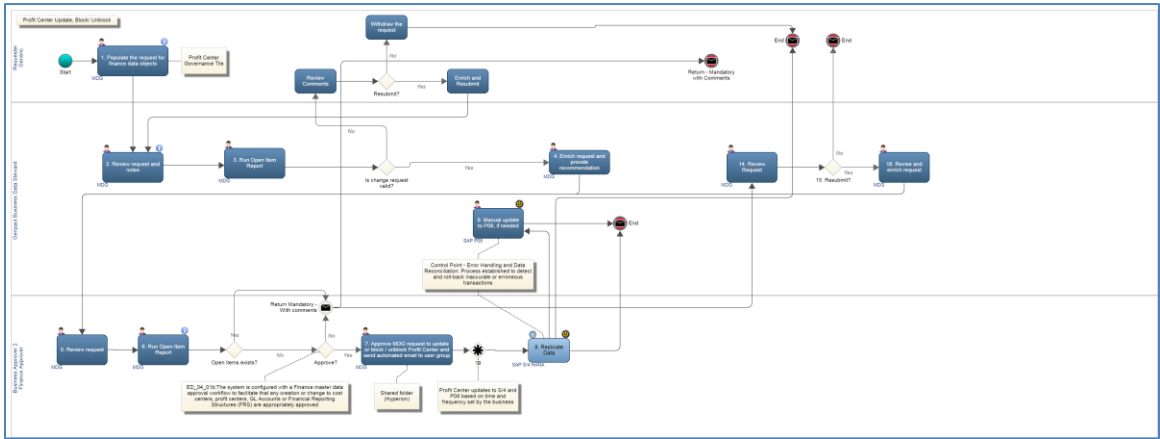 Profit Center Update, Block/ Unblock
Requester
Generic
Start
1. Populate the request for
finance data objects
MDG
Profit Center
Governance Tile
Withdraw the
request
No
Review
Comments
Resubmit?
Yes
Enrich and
Resubmit
Return - Mandatory
with Comments
End
End
Genpact Business Data Steward
2. Review request and
notes
MDG
3. Run Open Item
Report
MDG
No
Is change request
valid?
Yes
4. Enrich request and
provide
recommendation
MDG
14. Review
Request
MDG
No
15. Resubmit?
Yes
16. Revise and
enrich request
MDG
9. Manual update
to P08, if needed
SAP P08
End
Control Point - Error Handling and Data
Reconciliation: Process established to detect
and roll-back inaccurate or erroneous
transactions
Business Approver 2
Finance Approver
Return Mandatory -
With comments
5. Review request
MDG
6. Run Open Item
Report
MDG
Yes
Open items exists?
No
No
Approve?
Yes
7. Approve MDG request to update
or block / unblock Profit Center and
send automated email to user group
MDG
8. Replicate
Data
SAP S/4 HANA
ED_04_01b:The system is configured with a Finance master data
approval workflow to facilitate that any creation or change to cost
centers, profit centers, GL Accounts or Financial Reporting
Structures (FRS) are appropriately approved
Shared folder
(Hyperion)
Profit Center updates to S/4 and
P08 based on time and
frequency set by the business